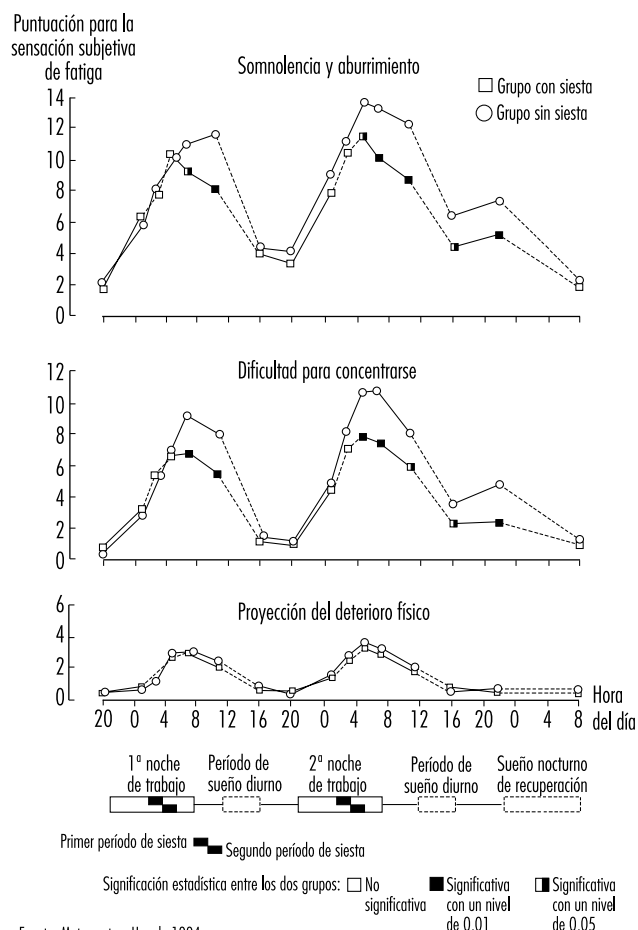 Puntuación para la
sensación subjetiva
de fatiga
Somnolencia y aburrimiento
Grupo con siesta
Grupo sin siesta
14
12
10
8
6
4
2
0
Dificultad para concentrarse
12
10
8
6
4
2
0
Proyección del deterioro físico
6
4
2
0
20 0 4 8 12 16 20 0 4 8 12 16 20 0 4 8
Hora
del día
1ª noche
de trabajo
Período de
sueño diurno
2ª noche
de trabajo
Período de
sueño diurno
Sueño nocturno
de recuperación
Primer período de siesta
Segundo período de siesta
Significación estadística entre los dos grupos:
No
significativa
Significativa
con un nivel
de 0.01
Significativa
con un nivel
de 0.05